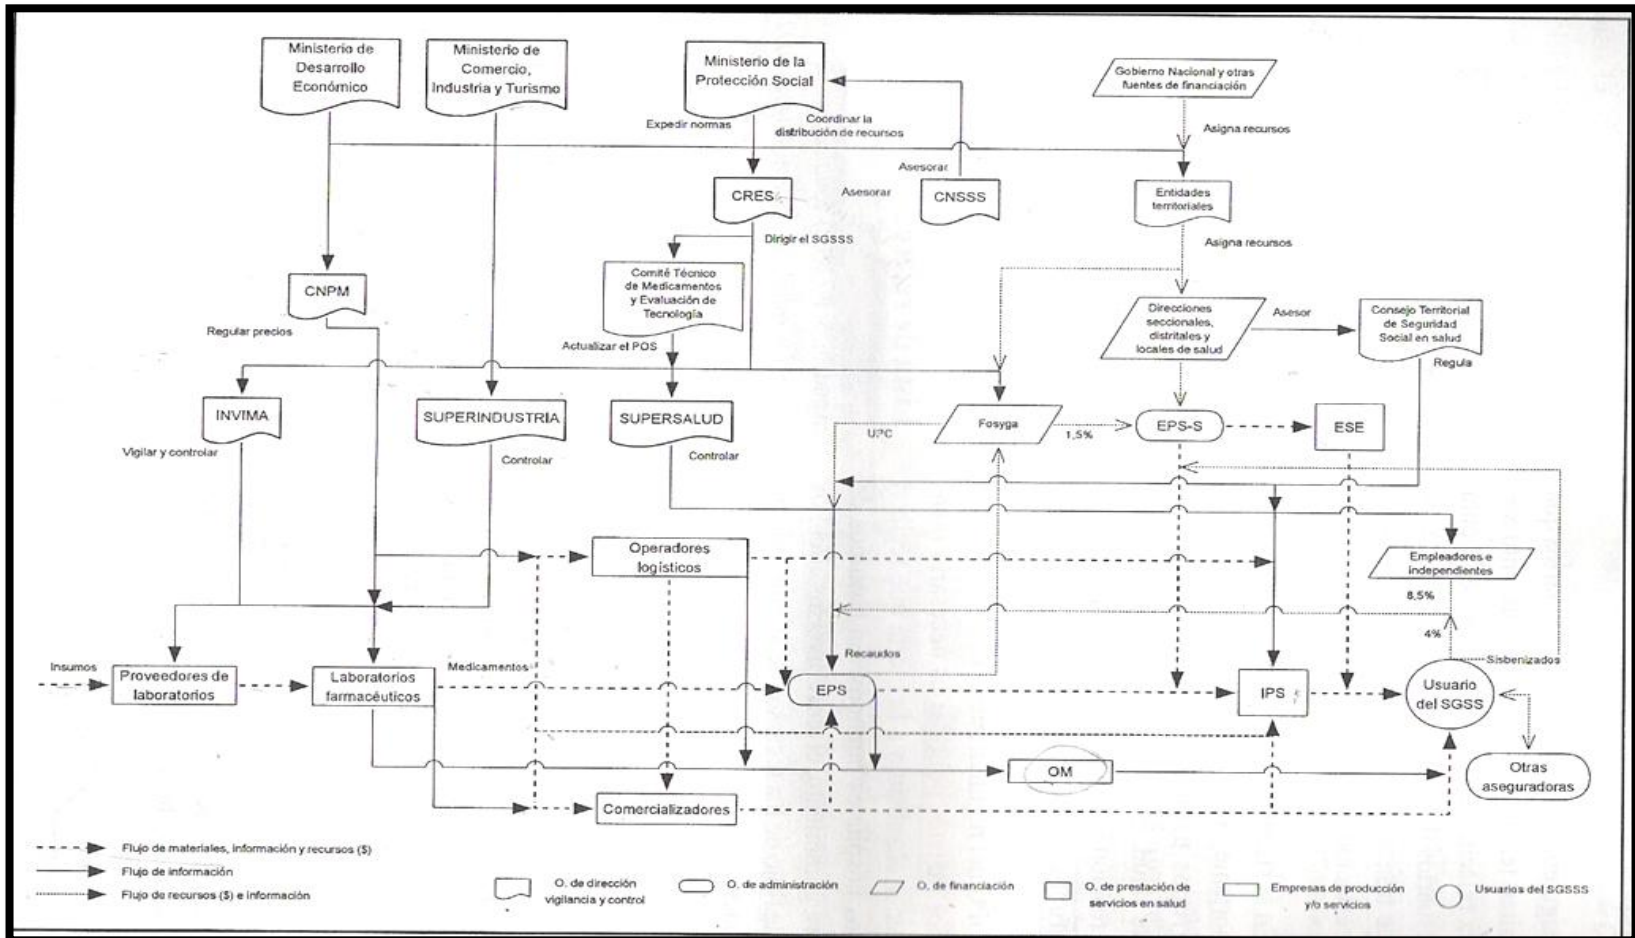 Ministerio de
Desarrollo
Económico
Ministerio de
Comercio,
Industria y Turismo
Ministerio de la
Protección Social
Gobierno Nacional y otras
fuentes de financiación
Expedir normas
Coordinar la
distribución de recursos
Asigna recursos
Asesorar
CRES
Asesorar
CNSSS
Entidades
territoriales
Dirigir el SGSSS
Asigna recursos
CNPM
Comité Técnico
de Medicamentos
y Evaluación de
Tecnología
Direcciones
seccionales,
distritales y
locales de salud
Asesor
Consejo Territorial
de Seguridad
Social en salud
Regular precios
Actualizar el POS
Regula
INVIMA
SUPERINDUSTRIA
SUPERSALUD
UPC
Fosyga
1,5%
EPS-S
ESE
Vigilar y controlar
Controlar
Controlar
Operadores
logísticos
Empleadores e
independientes
8,5%
4%
Recaudos
Sisbenizados
Insumos
Proveedores de
laboratorios
Laboratorios
farmacéuticos
Medicamentos
EPS
IPS
Usuario
del SGSS
OM
Otras
aseguradoras
Comercializadores
Flujo de materiales, información y recursos ($)
Flujo de información
Flujo de recursos ($) e información
O. de dirección
vigilancia y control
O. de administración
O. de financiación
O. de prestación de
servicios en salud
Empresas de producción
y/o servicios
Usuarios del SGSSS